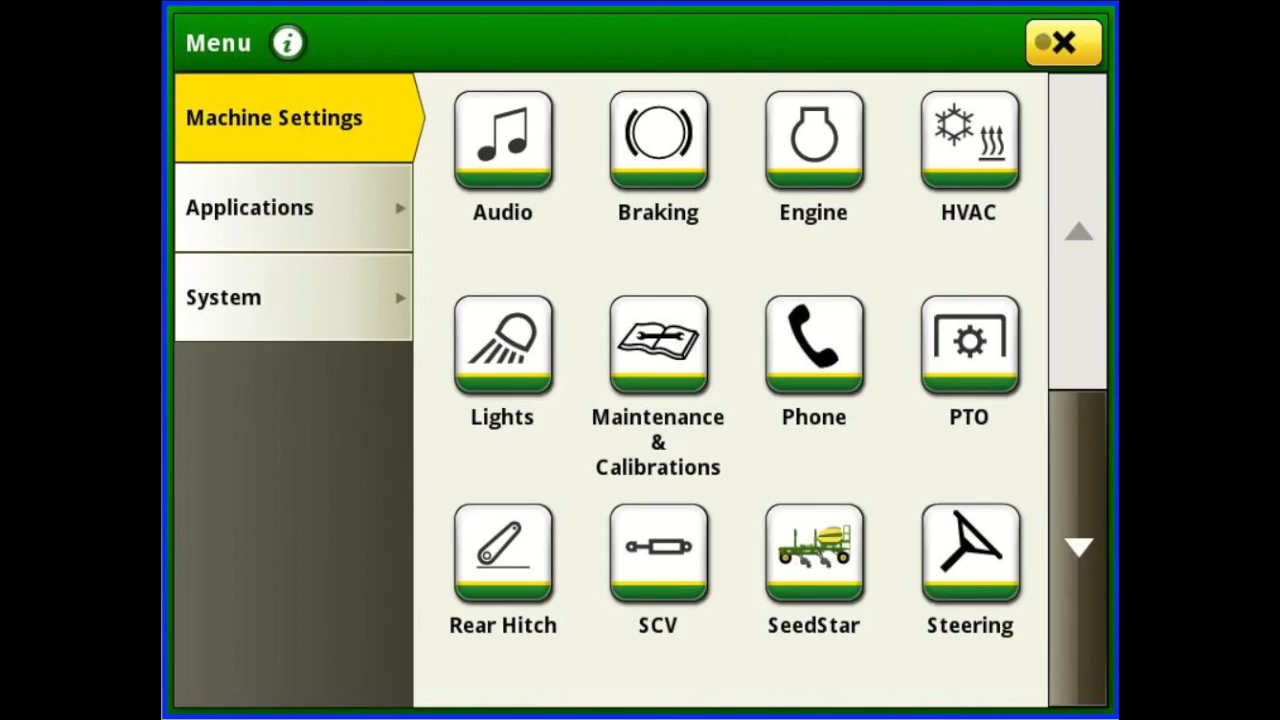 Menu
Machine Settings
Applications
System
Audio
Braking
Engine
HVAC
Lights
Maintenance
&
Calibrations
Phone
PTO
Rear Hitch
SCV
SeedStar
Steering